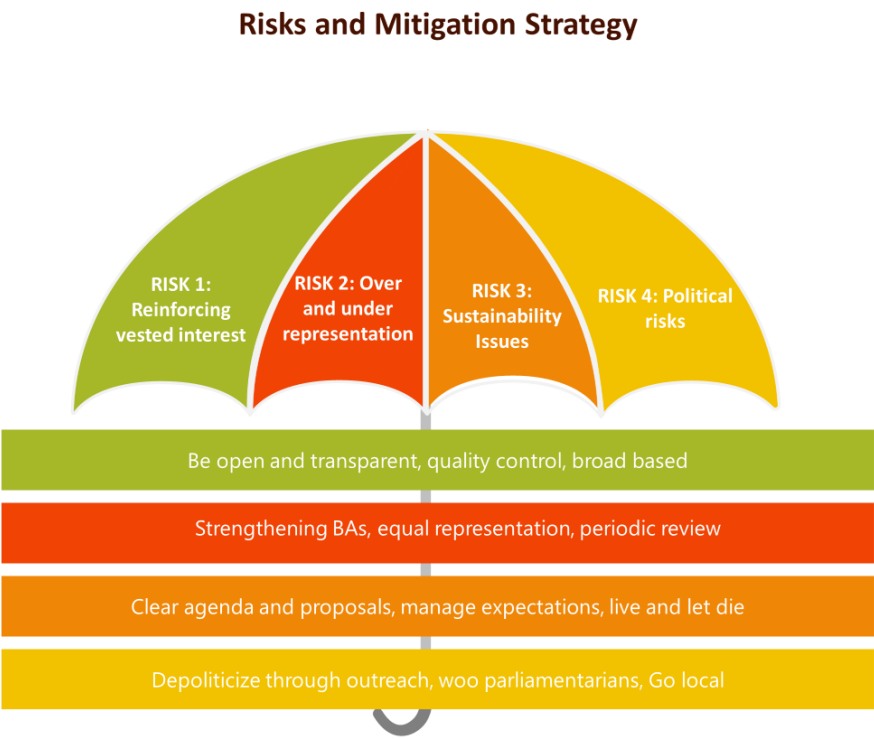 Risks and Mitigation Strategy
RISK 1:
Reinforcing
vested interest
RISK 2: Over
and under
representation
RISK 3:
Sustainability
Issues
RISK 4: Political
risks
Be open and transparent, quality control, broad based
Strengthening BAs, equal representation, periodic review
Clear agenda and proposals, manage expectations, live and let die
Depoliticize through outreach, woo parliamentarians, Go local